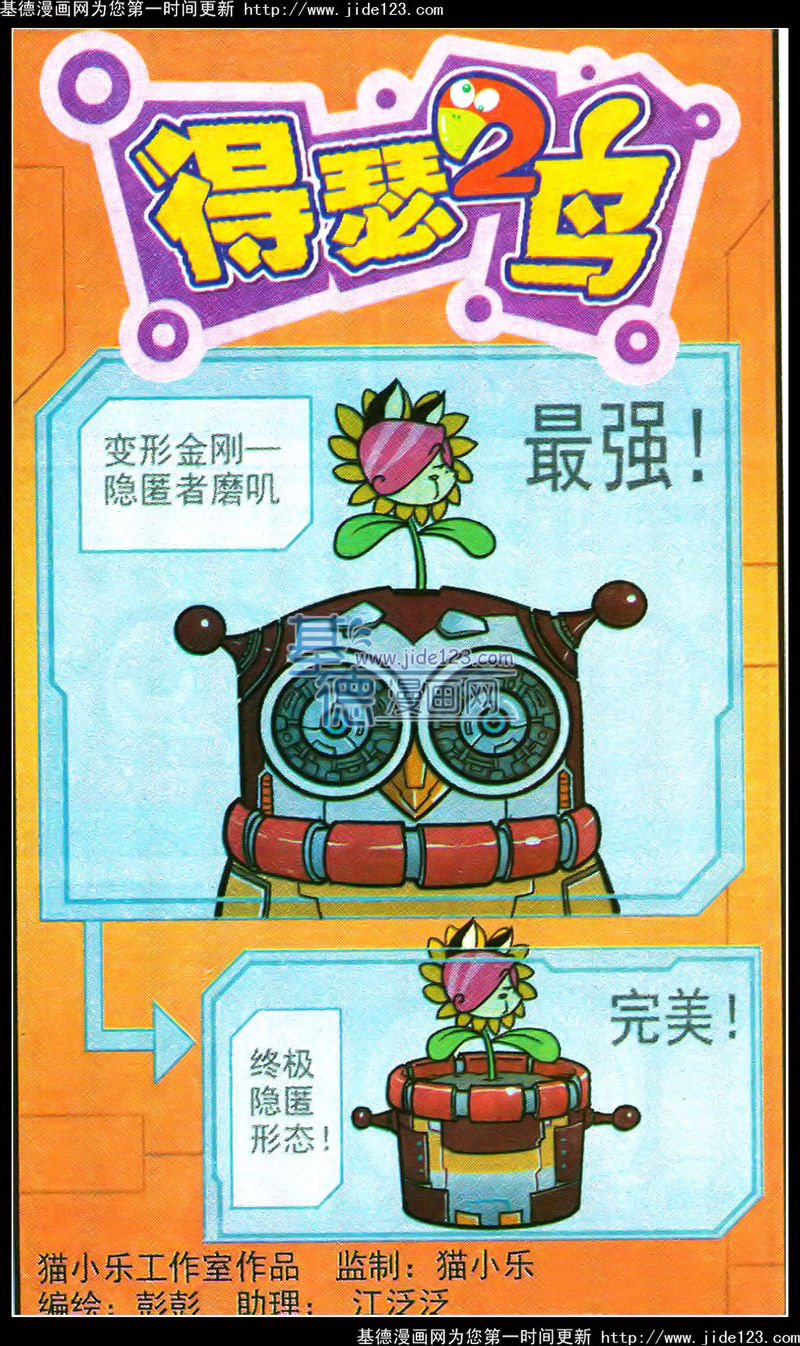 基德漫画网为您第一时间更新 http://www.jide123.com
得瑟2鸟
变形金刚—
隐匿者磨叽
最强!
基德
www.jide123.com
漫画网
完美!
终极
隐匿
形态!
猫小乐工作室作品 监制：猫小乐
编绘：彭彭 助理： 江泛泛
基德漫画网为您第一时间更新 http://www.jide123.com